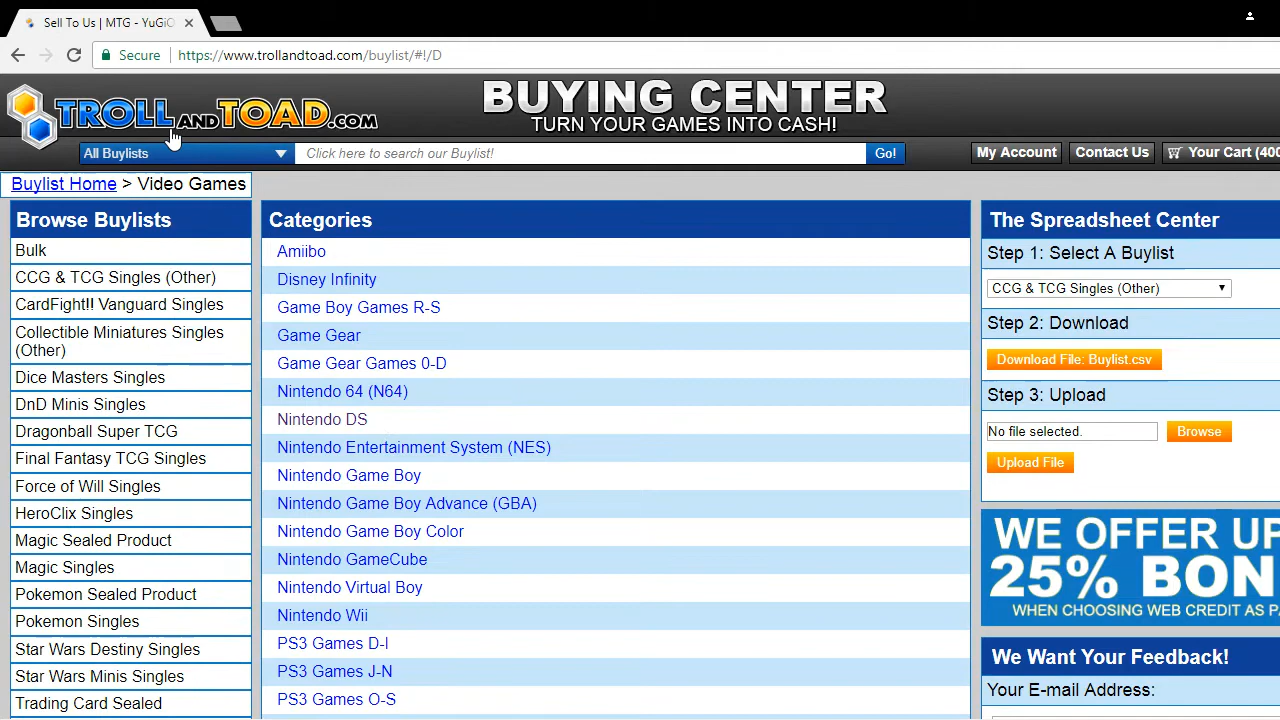 Sell To Us | MTG - YuGiO
Secure
https://www.trollandtoad.com/buylist/#!/D
TROLL AND TOAD.COM
BUYING CENTER
TURN YOUR GAMES INTO CASH!
All Buylists
Click here to search our Buylist!
Go!
My Account
Contact Us
Your Cart (400
Buylist Home > Video Games
Browse Buylists
Bulk
CCG & TCG Singles (Other)
CardFight!! Vanguard Singles
Collectible Miniatures Singles
(Other)
Dice Masters Singles
DnD Minis Singles
Dragonball Super TCG
Final Fantasy TCG Singles
Force of Will Singles
HeroClix Singles
Magic Sealed Product
Magic Singles
Pokemon Sealed Product
Pokemon Singles
Star Wars Destiny Singles
Star Wars Minis Singles
Trading Card Sealed
Categories
Amiibo
Disney Infinity
Game Boy Games R-S
Game Gear
Game Gear Games 0-D
Nintendo 64 (N64)
Nintendo DS
Nintendo Entertainment System (NES)
Nintendo Game Boy
Nintendo Game Boy Advance (GBA)
Nintendo Game Boy Color
Nintendo GameCube
Nintendo Virtual Boy
Nintendo Wii
PS3 Games D-I
PS3 Games J-N
PS3 Games O-S
The Spreadsheet Center
Step 1: Select A Buylist
CCG & TCG Singles (Other)
Step 2: Download
Download File: Buylist.csv
Step 3: Upload
No file selected.
Browse
Upload File
WE OFFER UP
25% BON
WHEN CHOOSING WEB CREDIT AS PA
We Want Your Feedback!
Your E-mail Address: